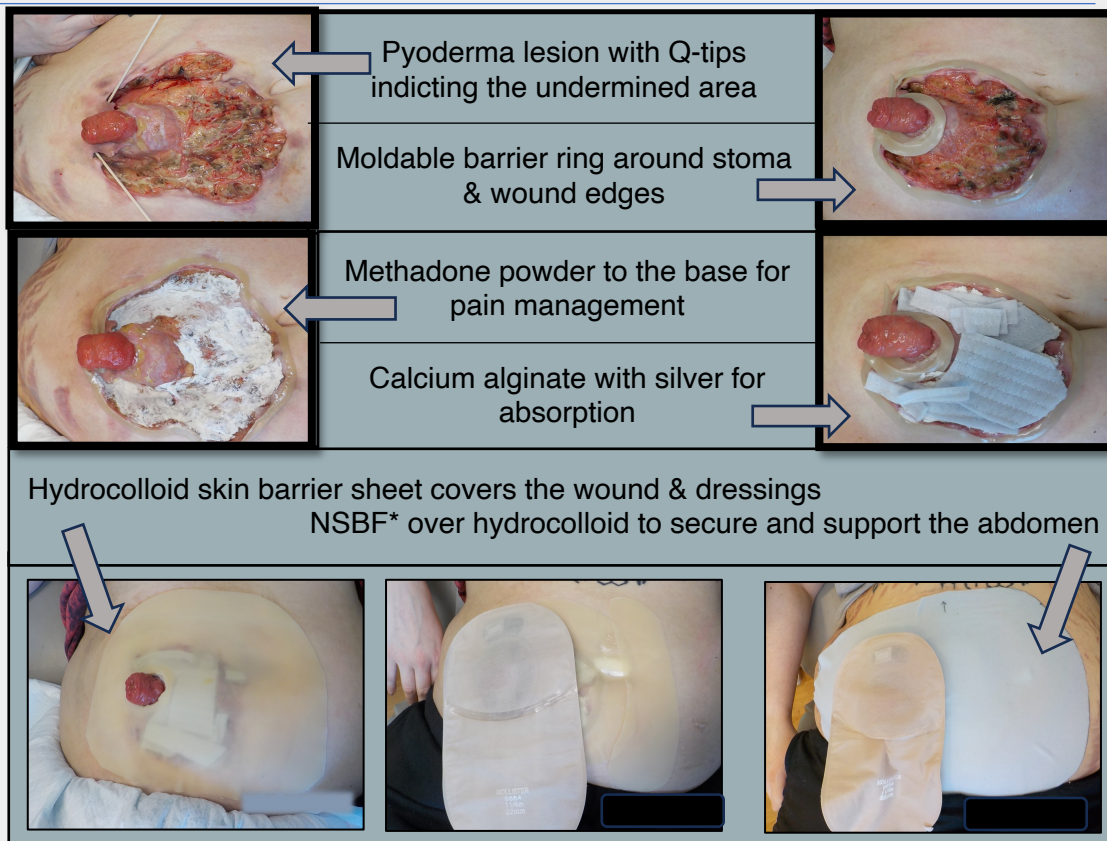 Pyoderma lesion with Q-tips
indicting the undermined area
Moldable barrier ring around stoma
& wound edges
Methadone powder to the base for
pain management
Calcium alginate with silver for
absorption
Hydrocolloid skin barrier sheet covers the wound & dressings
NSBF* over hydrocolloid to secure and support the abdomen
HOLLISTER
HOLLISTER